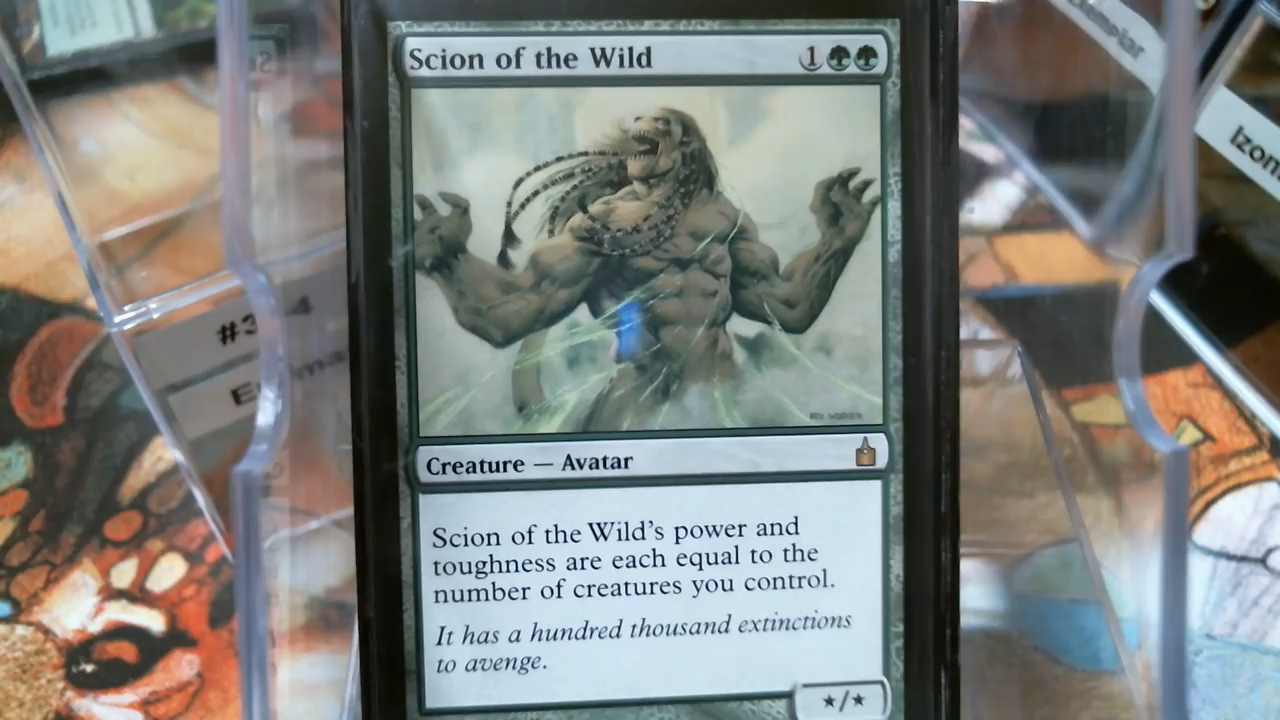 Scion of the Wild 1
Creature — Avatar
Scion of the Wild's power and
toughness are each equal to the
number of creatures you control.
It has a hundred thousand extinctions
to avenge.
★/★
#3